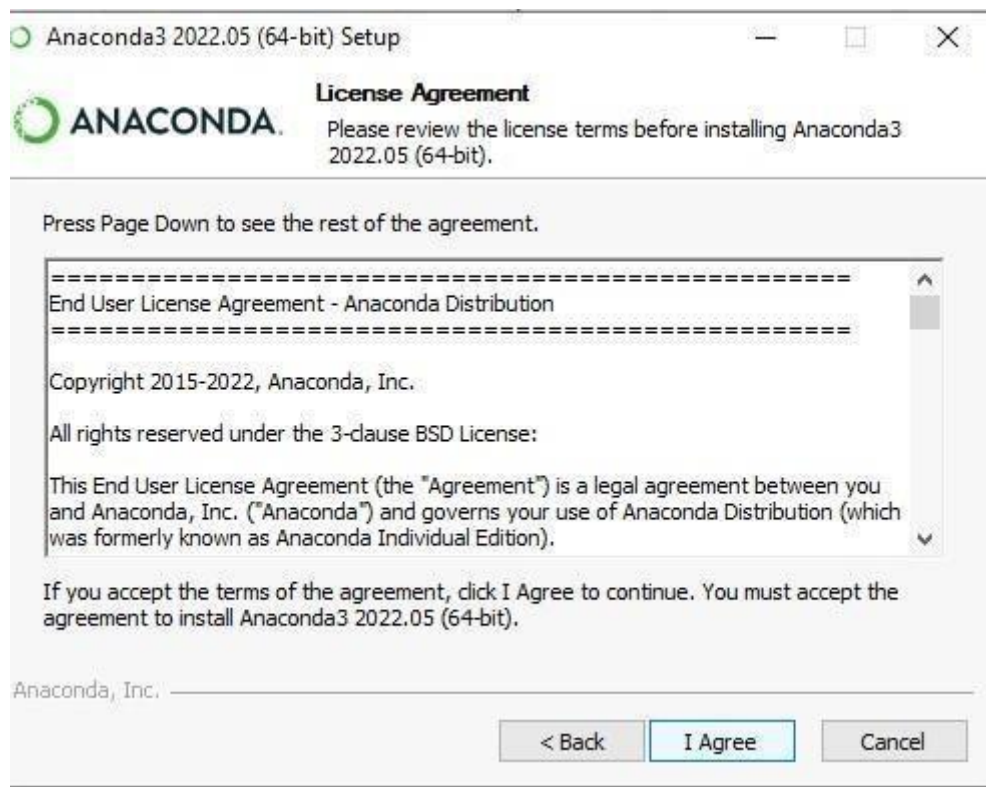 Anaconda3 2022.05 (64-bit) Setup
ANACONDA.
License Agreement
Please review the license terms before installing Anaconda3
2022.05 (64-bit).
Press Page Down to see the rest of the agreement.
==================================================
End User License Agreement - Anaconda Distribution
==================================================
Copyright 2015-2022, Anaconda, Inc.
All rights reserved under the 3-clause BSD License:
This End User License Agreement (the "Agreement") is a legal agreement between you
and Anaconda, Inc. ("Anaconda") and governs your use of Anaconda Distribution (which
was formerly known as Anaconda Individual Edition).
If you accept the terms of the agreement, click I Agree to continue. You must accept the
agreement to install Anaconda3 2022.05 (64-bit).
Anaconda, Inc.
< Back I Agree Cancel